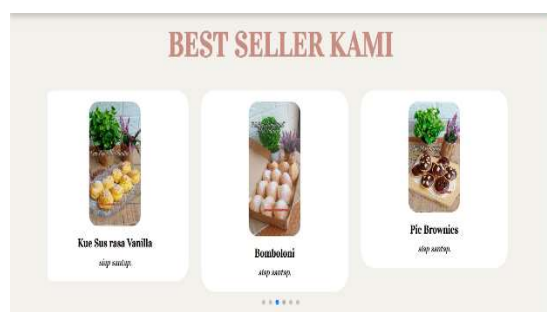 BEST SELLER KAMI
Kue Sus rasa Vanilla
siap santap.
Bomboloni
siap santap.
Pie Brownies
siap santap.